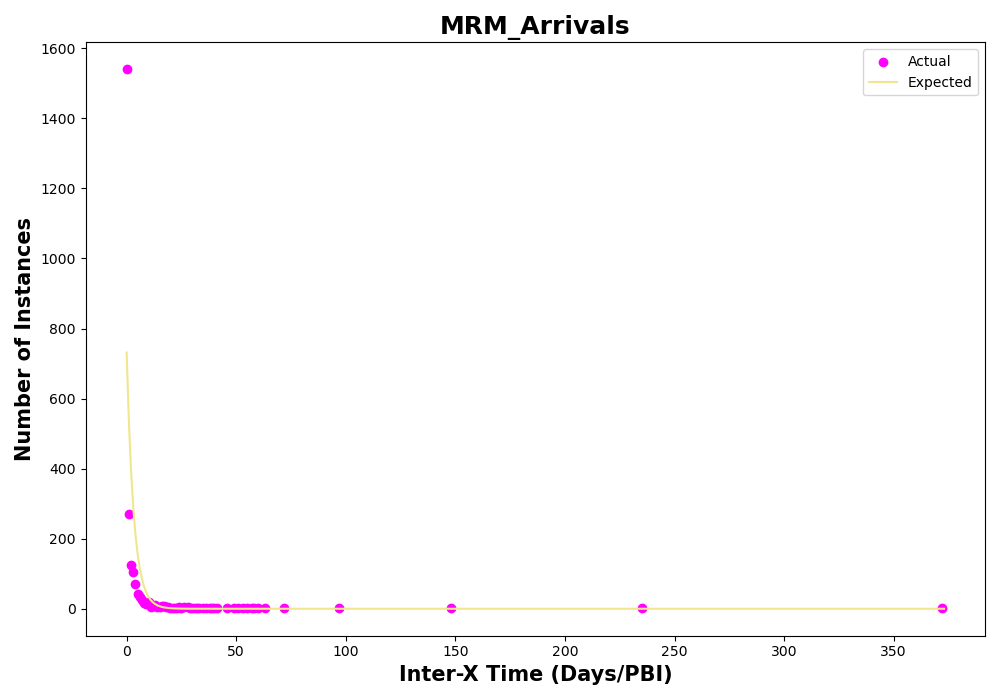 MRM_Arrivals
Actual
Expected
Number of Instances
1600
1400
1200
1000
800
600
400
200
0
0 50 100 150 200 250 300 350
Inter-X Time (Days/PBI)